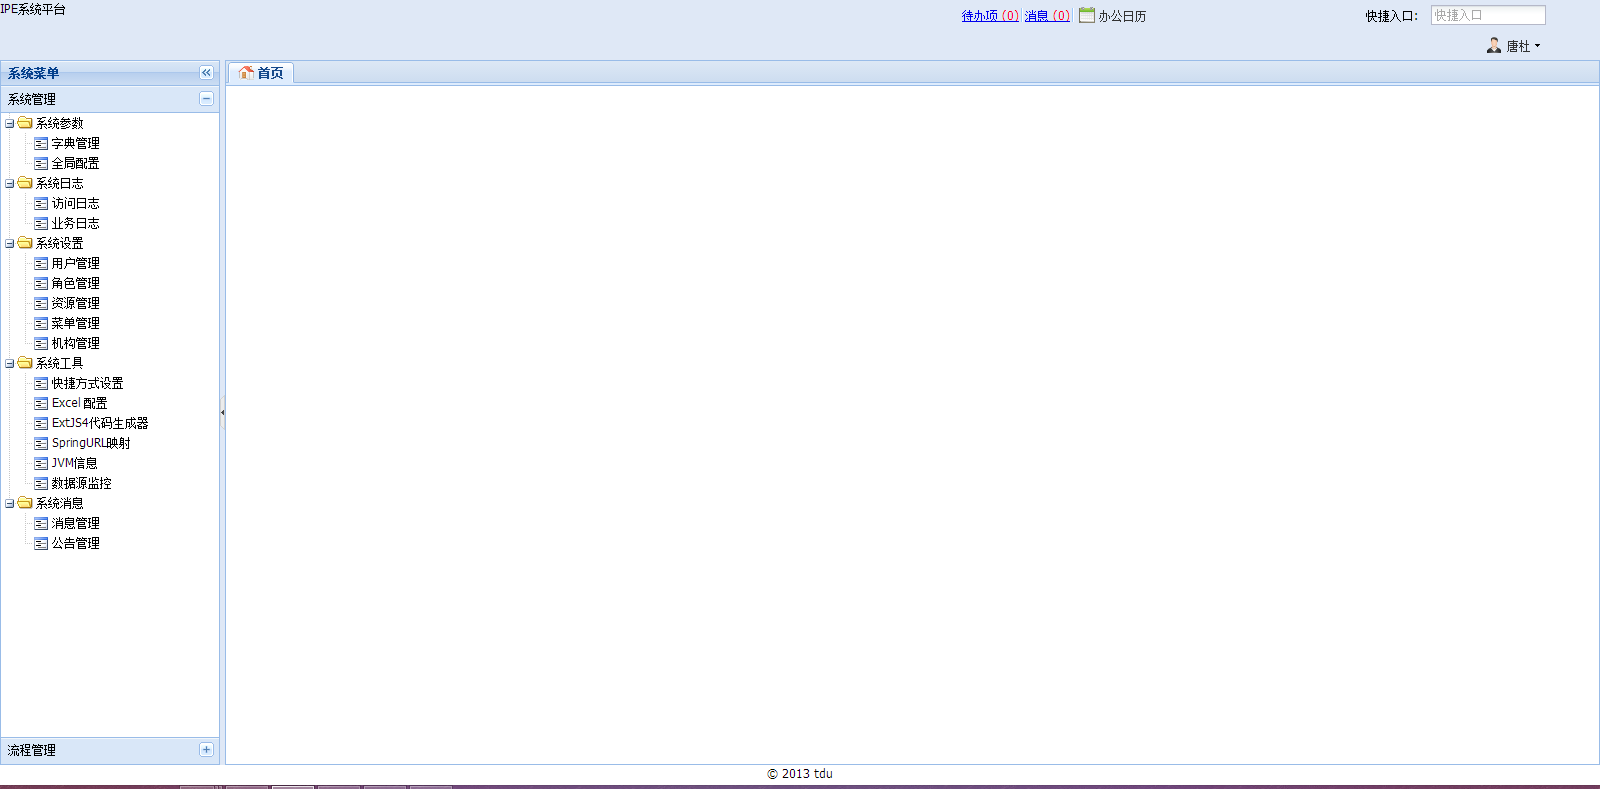 IPE系统平台
待办项 (0) 消息 (0) 办公日历 快捷入口: 快捷入口
唐杜
系统菜单
首页
系统管理
系统参数
字典管理
全局配置
系统日志
访问日志
业务日志
系统设置
用户管理
角色管理
资源管理
菜单管理
机构管理
系统工具
快捷方式设置
Excel 配置
ExtJS4代码生成器
SpringURL映射
JVM信息
数据源监控
系统消息
消息管理
公告管理
流程管理
© 2013 tdu